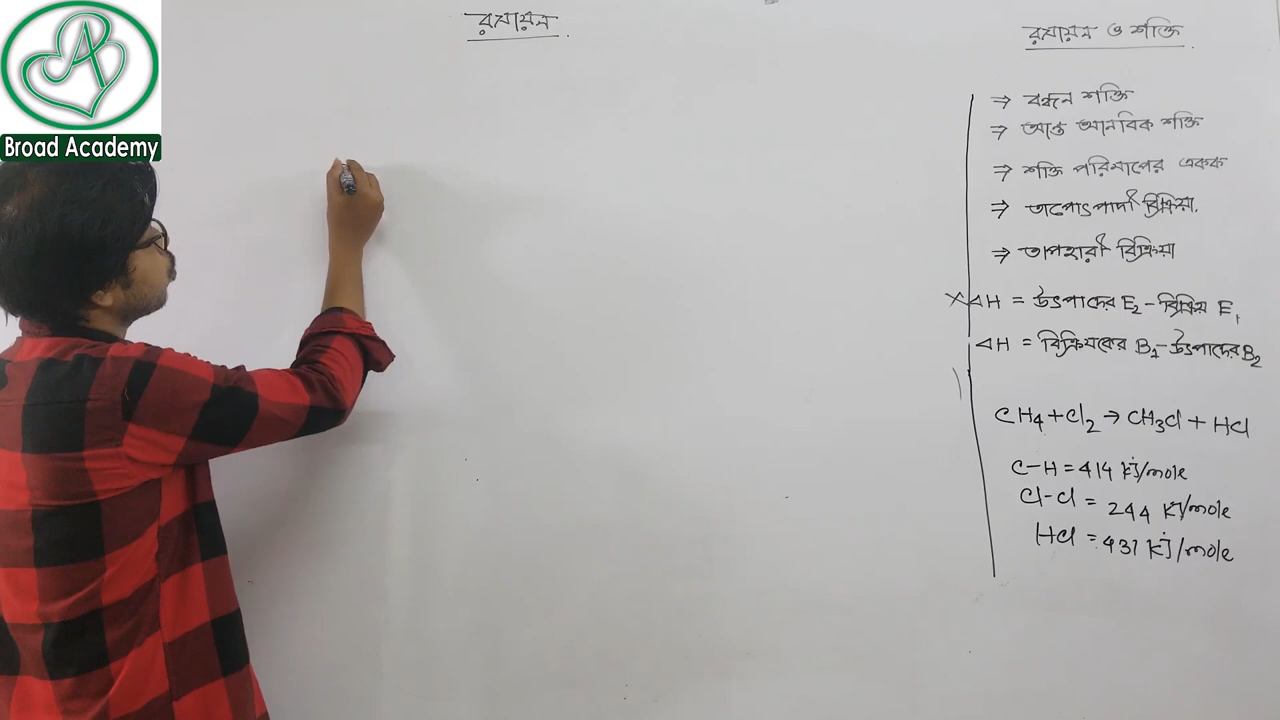 Broad Academy
রসায়ন
রসায়ন ও শক্তি
⇒ বন্ধন শক্তি
⇒ আন্ত আনবিক শক্তি
⇒ শক্তি পরিমাপের একক
⇒ তাপোৎপাদী বিক্রিয়া.
⇒ তাপহারী বিক্রিয়া
×ΔH = উৎপাদের E₂ - বিক্রিয় E₁
ΔH = বিক্রিয়কের B₁ - উৎপাদের B₂
CH₄ + Cl₂ → CH₃Cl + HCl
C-H = 414 kJ/mole
Cl-Cl = 244 KJ/mole
HCl = 431 kJ/mole